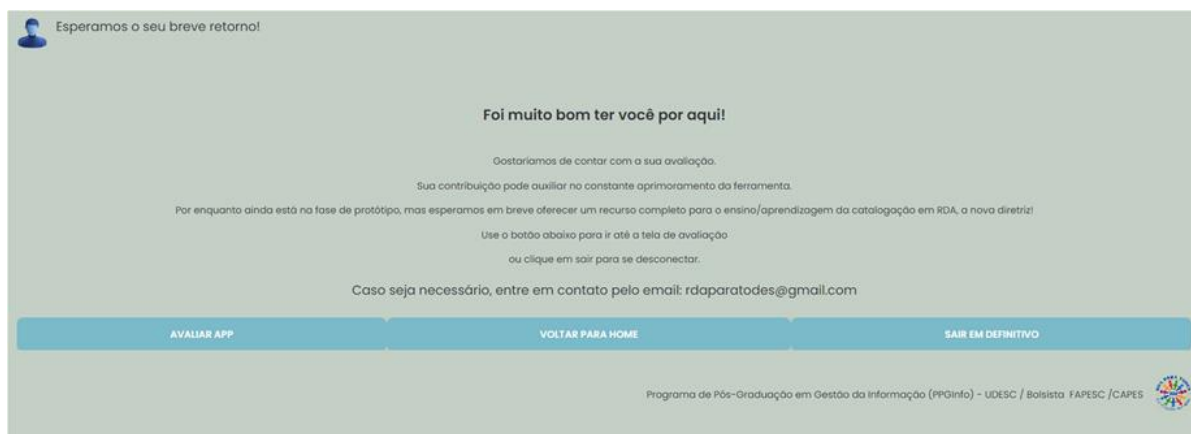 Esperamos o seu breve retorno!
Foi muito bom ter você por aqui!
Gostaríamos de contar com a sua avaliação.
Sua contribuição pode auxiliar no constante aprimoramento da ferramenta.
Por enquanto ainda está na fase de protótipo, mas esperamos em breve oferecer um recurso completo para o ensino/aprendizagem da catalogação em RDA, a nova diretriz!
Use o botão abaixo para ir até a tela de avaliação
ou clique em sair para se desconectar.
Caso seja necessário, entre em contato pelo email: rdaparatodes@gmail.com
AVALIAR APP VOLTAR PARA HOME SAIR EM DEFINITIVO
Programa de Pós-Graduação em Gestão da Informação (PPGInfo) - UDESC / Bolsista FAPESC /CAPES